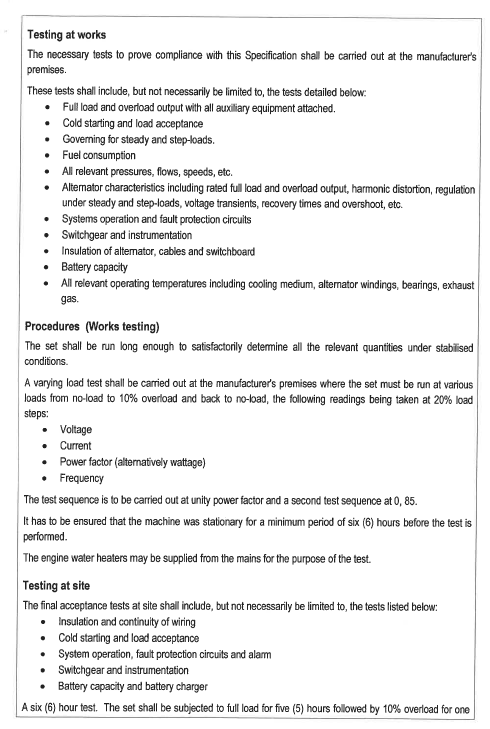 Testing at works
The necessary tests to prove compliance with this Specification shall be carried out at the manufacturer's
premises.
These tests shall include, but not necessarily be limited to, the tests detailed below:
• Full load and overload output with all auxiliary equipment attached.
• Cold starting and load acceptance
• Governing for steady and step-loads.
• Fuel consumption
• All relevant pressures, flows, speeds, etc.
• Alternator characteristics including rated full load and overload output, harmonic distortion, regulation
under steady and step-loads, voltage transients, recovery times and overshoot, etc.
• Systems operation and fault protection circuits
• Switchgear and instrumentation
• Insulation of alternator, cables and switchboard
• Battery capacity
• All relevant operating temperatures including cooling medium, alternator windings, bearings, exhaust
gas.
Procedures (Works testing)
The set shall be run long enough to satisfactorily determine all the relevant quantities under stabilised
conditions.
A varying load test shall be carried out at the manufacturer's premises where the set must be run at various
loads from no-load to 10% overload and back to no-load, the following readings being taken at 20% load
steps:
• Voltage
• Current
• Power factor (alternatively wattage)
• Frequency
The test sequence is to be carried out at unity power factor and a second test sequence at 0, 85.
It has to be ensured that the machine was stationary for a minimum period of six (6) hours before the test is
performed.
The engine water heaters may be supplied from the mains for the purpose of the test.
Testing at site
The final acceptance tests at site shall include, but not necessarily be limited to, the tests listed below:
• Insulation and continuity of wiring
• Cold starting and load acceptance
• System operation, fault protection circuits and alarm
• Switchgear and instrumentation
• Battery capacity and battery charger
A six (6) hour test. The set shall be subjected to full load for five (5) hours followed by 10% overload for one